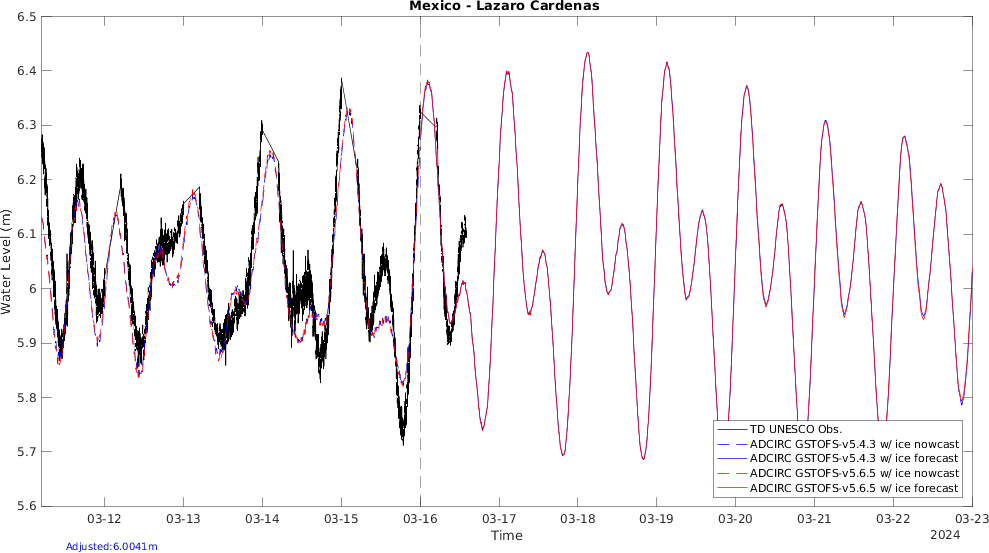 Mexico - Lazaro Cardenas
6.5
6.4
6.3
6.2
6.1
6
5.9
5.8
5.7
5.6
Water Level (m)
03-12
03-13
03-14
03-15
03-16
03-17
03-18
03-19
03-20
03-21
03-22
03-23
Time
2024
Adjusted:6.0041m
TD UNESCO Obs.
ADCIRC GSTOFS-v5.4.3 w/ ice nowcast
ADCIRC GSTOFS-v5.4.3 w/ ice forecast
ADCIRC GSTOFS-v5.6.5 w/ ice nowcast
ADCIRC GSTOFS-v5.6.5 w/ ice forecast